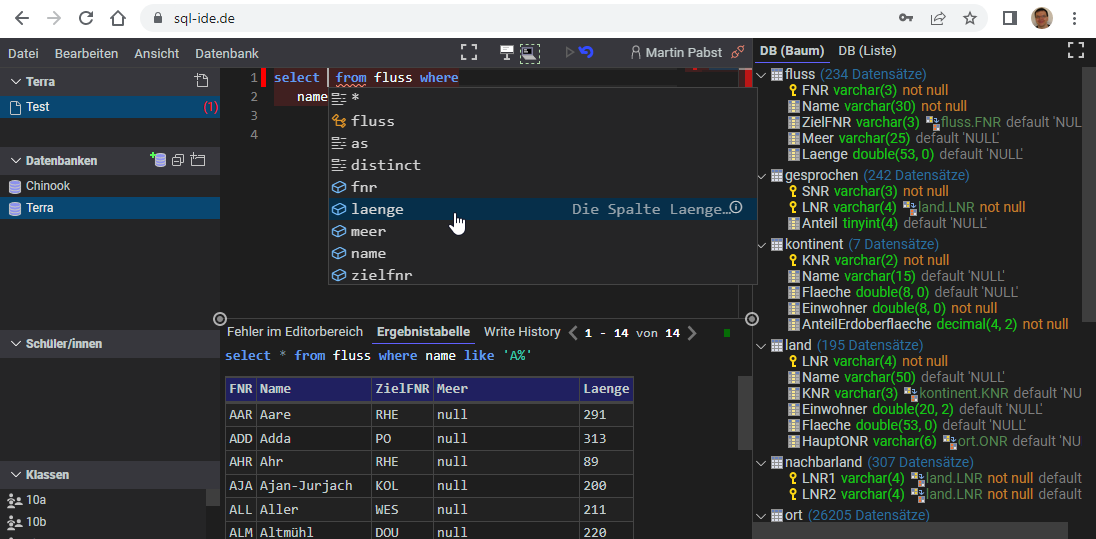 sql-ide.de
Datei Bearbeiten Ansicht Datenbank Martin Pabst
Terra
Test (1)
Datenbanken
Chinook
Terra
Schüler/innen
Klassen
10a
10b
1 select from fluss where
2 name
3
4
*
fluss
as
distinct
fnr
laenge Die Spalte Laenge…
meer
name
zielfnr
Fehler im Editorbereich Ergebnistabelle Write History 1 - 14 von 14
select * from fluss where name like 'A%'
FNR Name ZielFNR Meer Laenge
AAR Aare RHE null 291
ADD Adda PO null 313
AHR Ahr RHE null 89
AJA Ajan-Jurjach KOL null 200
ALL Aller WES null 211
ALM Altmühl DOU null 220
DB (Baum) DB (Liste)
fluss (234 Datensätze)
FNR varchar(3) not null
Name varchar(30) not null
ZielFNR varchar(3) fluss.FNR default 'NUL
Meer varchar(25) default 'NULL'
Laenge double(53, 0) default 'NULL'
gesprochen (242 Datensätze)
SNR varchar(3) not null
LNR varchar(4) land.LNR not null
Anteil tinyint(4) default 'NULL'
kontinent (7 Datensätze)
KNR varchar(2) not null
Name varchar(15) default 'NULL'
Flaeche double(8, 0) default 'NULL'
Einwohner double(8, 0) not null
AnteilErdoberflaeche decimal(4, 2) not null
land (195 Datensätze)
LNR varchar(4) not null
Name varchar(50) default 'NULL'
KNR varchar(3) kontinent.KNR default 'NU
Einwohner double(20, 2) default 'NULL'
Flaeche double(53, 0) default 'NULL'
HauptONR varchar(6) ort.ONR default 'NU
nachbarland (307 Datensätze)
LNR1 varchar(4) land.LNR not null default
LNR2 varchar(4) land.LNR not null default
ort (26205 Datensätze)